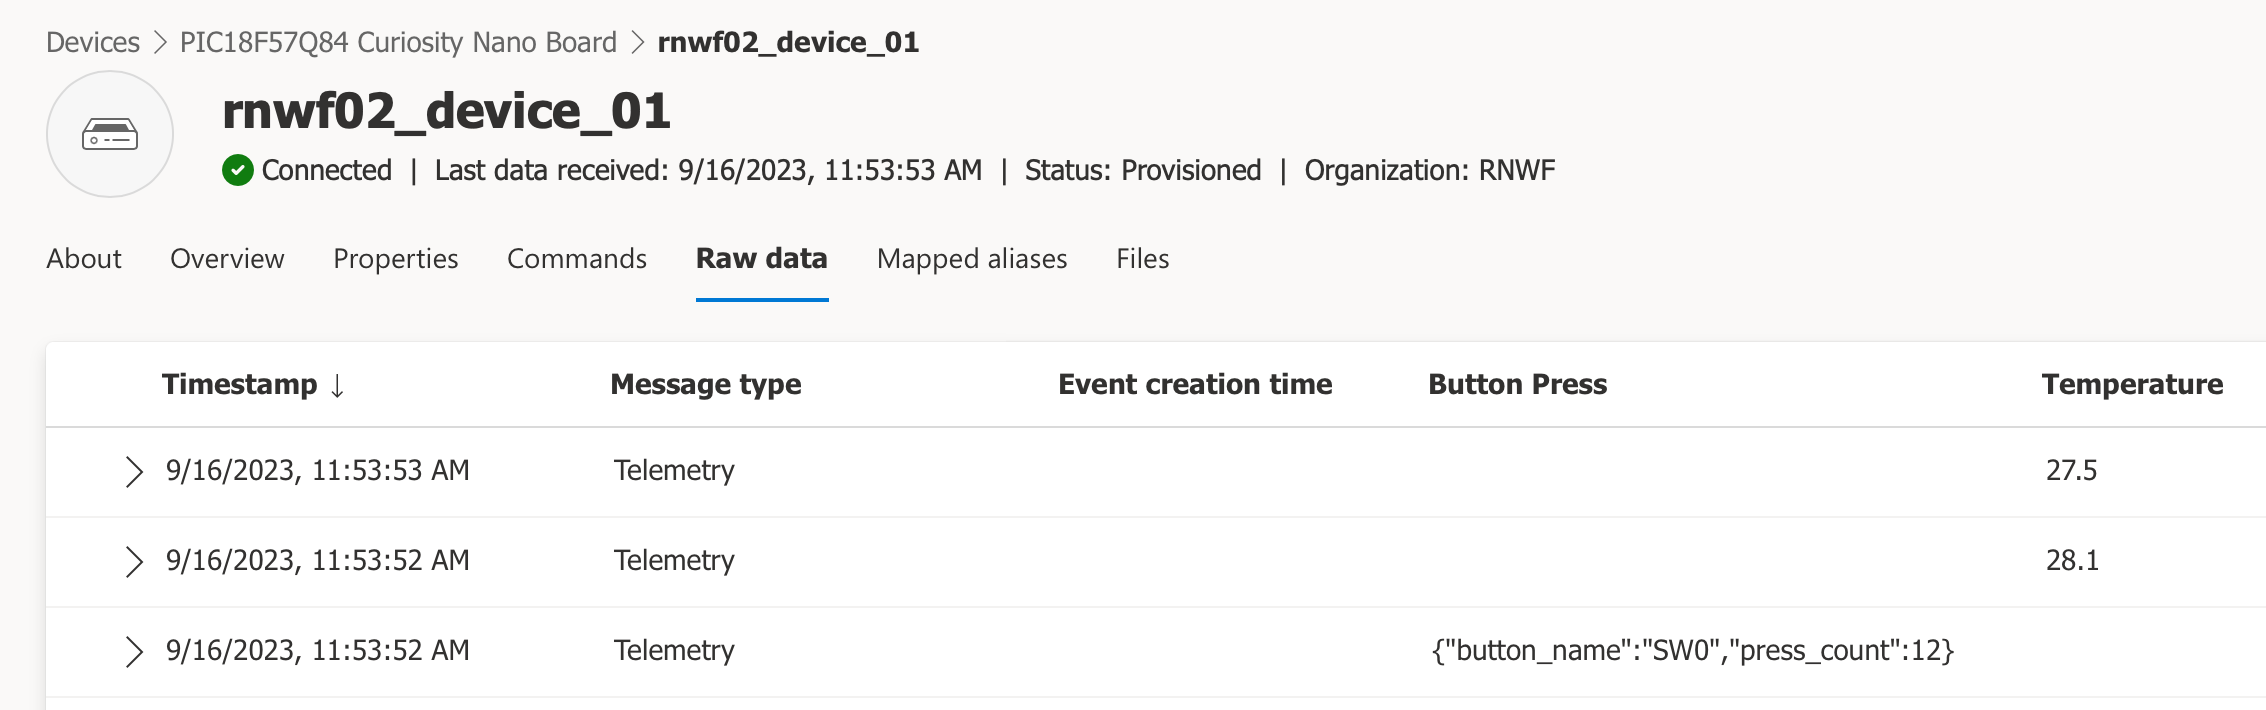 Devices > PIC18F57Q84 Curiosity Nano Board > rnwf02_device_01
rnwf02_device_01
Connected | Last data received: 9/16/2023, 11:53:53 AM | Status: Provisioned | Organization: RNWF
About Overview Properties Commands Raw data Mapped aliases Files
Timestamp ↓ Message type Event creation time Button Press Temperature
9/16/2023, 11:53:53 AM Telemetry 27.5
9/16/2023, 11:53:52 AM Telemetry 28.1
9/16/2023, 11:53:52 AM Telemetry {"button_name":"SW0","press_count":12}